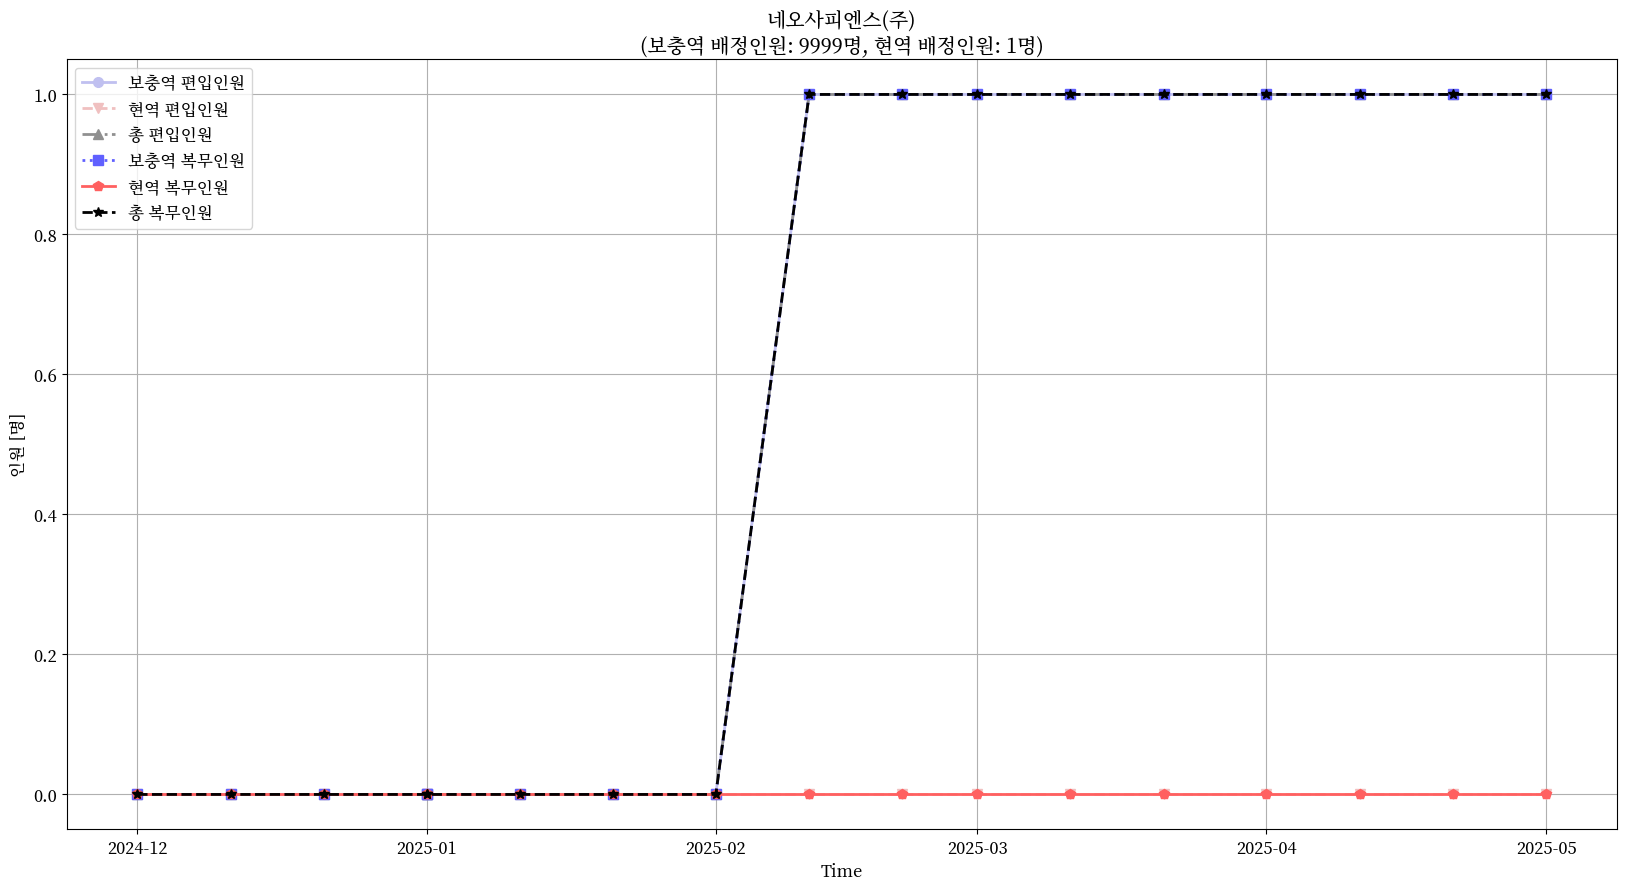 네오사피엔스(주)
(보충역 배정인원: 9999명, 현역 배정인원: 1명)
보충역 편입인원
현역 편입인원
총 편입인원
보충역 복무인원
현역 복무인원
총 복무인원
인원 [명]
1.0
0.8
0.6
0.4
0.2
0.0
2024-12
2025-01
2025-02
2025-03
2025-04
2025-05
Time